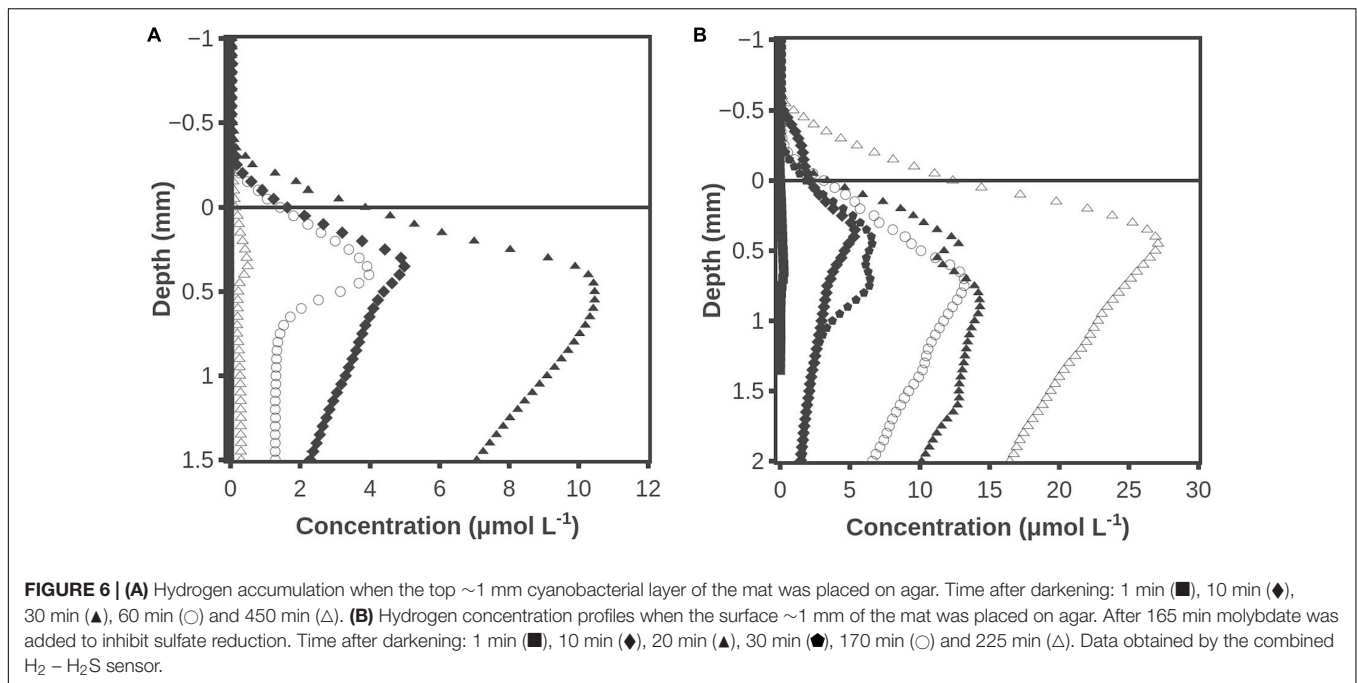 A
−1
−0.5
0
0.5
1
1.5
Depth (mm)
0 2 4 6 8 10 12
Concentration (µmol L-1)
B
−1
−0.5
0
0.5
1
1.5
2
Depth (mm)
0 5 10 15 20 25 30
Concentration (µmol L-1)
FIGURE 6 | (A) Hydrogen accumulation when the top ∼1 mm cyanobacterial layer of the mat was placed on agar. Time after darkening: 1 min (■), 10 min (♦),
30 min (▲), 60 min (○) and 450 min (△). (B) Hydrogen concentration profiles when the surface ∼1 mm of the mat was placed on agar. After 165 min molybdate was
added to inhibit sulfate reduction. Time after darkening: 1 min (■), 10 min (♦), 20 min (▲), 30 min (⬟), 170 min (○) and 225 min (△). Data obtained by the combined
H2 – H2S sensor.